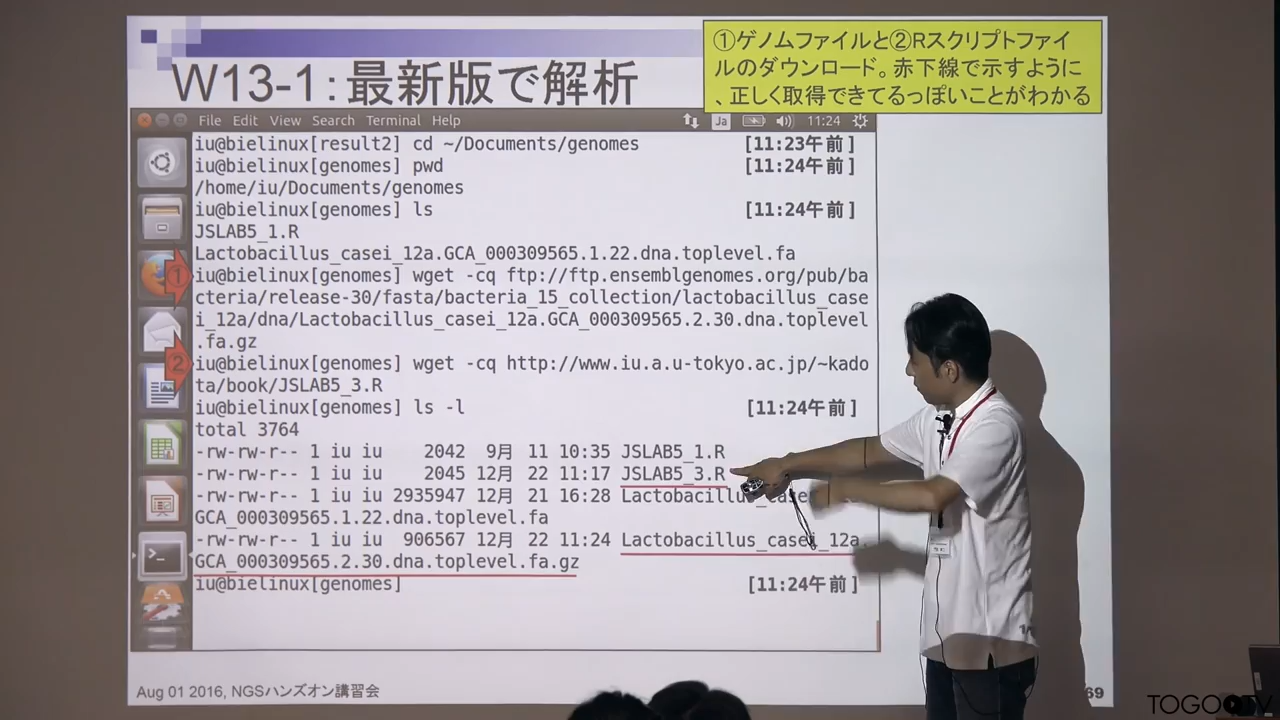 W13-1:最新版で解析
①ゲノムファイルと②Rスクリプトファイ
ルのダウンロード。赤下線で示すように
、正しく取得できてるっぽいことがわかる
File Edit View Search Terminal Help Ja 11:24
iu@bielinux[result2] cd ~/Documents/genomes [11:23午前]
iu@bielinux[genomes] pwd [11:24午前]
/home/iu/Documents/genomes
iu@bielinux[genomes] ls [11:24午前]
JSLAB5_1.R
Lactobacillus_casei_12a.GCA_000309565.1.22.dna.toplevel.fa
① iu@bielinux[genomes] wget -cq ftp://ftp.ensemblgenomes.org/pub/ba
cteria/release-30/fasta/bacteria_15_collection/lactobacillus_case
i_12a/dna/Lactobacillus_casei_12a.GCA_000309565.2.30.dna.toplevel
.fa.gz
② iu@bielinux[genomes] wget -cq http://www.iu.a.u-tokyo.ac.jp/~kado
ta/book/JSLAB5_3.R
iu@bielinux[genomes] ls -l [11:24午前]
total 3764
-rw-rw-r-- 1 iu iu 2042 9月 11 10:35 JSLAB5_1.R
-rw-rw-r-- 1 iu iu 2045 12月 22 11:17 JSLAB5_3.R
-rw-rw-r-- 1 iu iu 2935947 12月 21 16:28 Lactobacillus_case
GCA_000309565.1.22.dna.toplevel.fa
-rw-rw-r-- 1 iu iu 906567 12月 22 11:24 Lactobacillus_casei_12a.
GCA_000309565.2.30.dna.toplevel.fa.gz
iu@bielinux[genomes] [11:24午前]
Aug 01 2016, NGSハンズオン講習会
69
TOGO TV